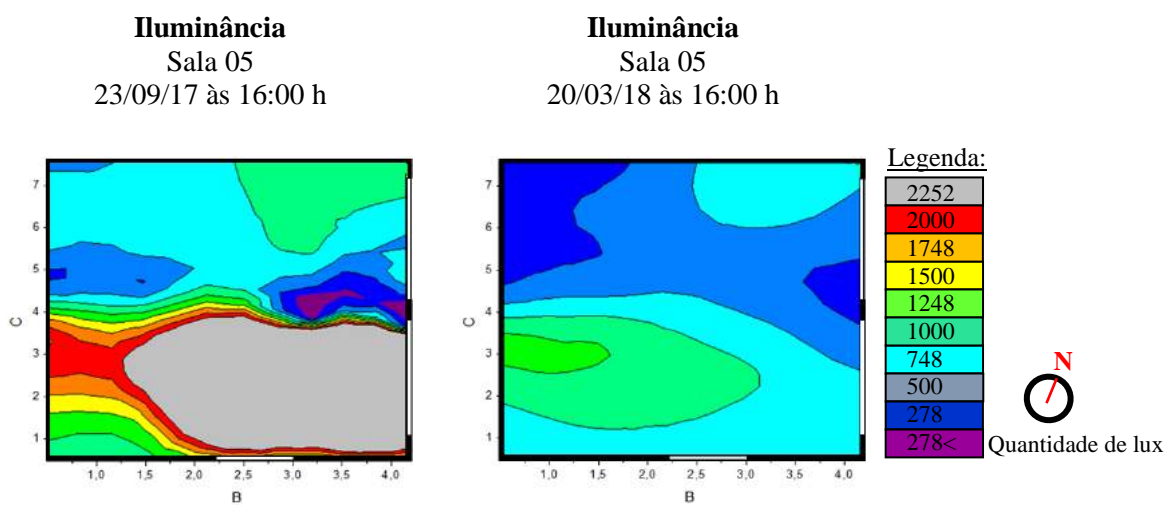 Iluminância
Sala 05
23/09/17 às 16:00 h
Iluminância
Sala 05
20/03/18 às 16:00 h
7
6
5
4
3
2
1
C
1,0 1,5 2,0 2,5 3,0 3,5 4,0
B
7
6
5
4
3
2
1
C
1,0 1,5 2,0 2,5 3,0 3,5 4,0
B
Legenda:
2252
2000
1748
1500
1248
1000
748
500
278
278<
N
Quantidade de lux